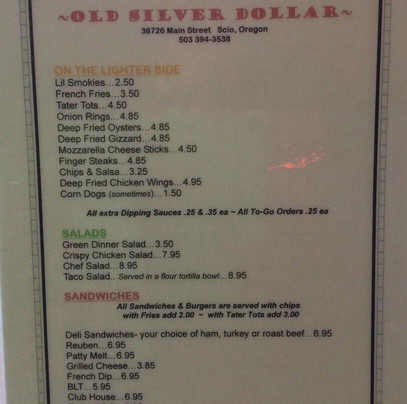 ~OLD SILVER DOLLAR~
38726 Main Street Scio, Oregon
503 394-3538
ON THE LIGHTER SIDE
Lil Smokies...2.50
French Fries...3.50
Tater Tots...4.50
Onion Rings...4.85
Deep Fried Oysters...4.85
Deep Fried Gizzard...4.85
Mozzarella Cheese Sticks...4.50
Finger Steaks...4.85
Chips & Salsa...3.25
Deep Fried Chicken Wings...4.95
Corn Dogs (sometimes)...1.50
All extra Dipping Sauces .25 & .35 ea ~ All To-Go Orders .25 ea
SALADS
Green Dinner Salad...3.50
Crispy Chicken Salad...7.95
Chef Salad...8.95
Taco Salad.. Served in a flour tortilla bowl...8.95
SANDWICHES
All Sandwiches & Burgers are served with chips
with Fries add 2.00 ~ with Tater Tots add 3.00
Deli Sandwiches- your choice of ham, turkey or roast beef...6.95
Reuben...6.95
Patty Melt...6.95
Grilled Cheese...3.85
French Dip...6.95
BLT...5.95
Club House...6.95